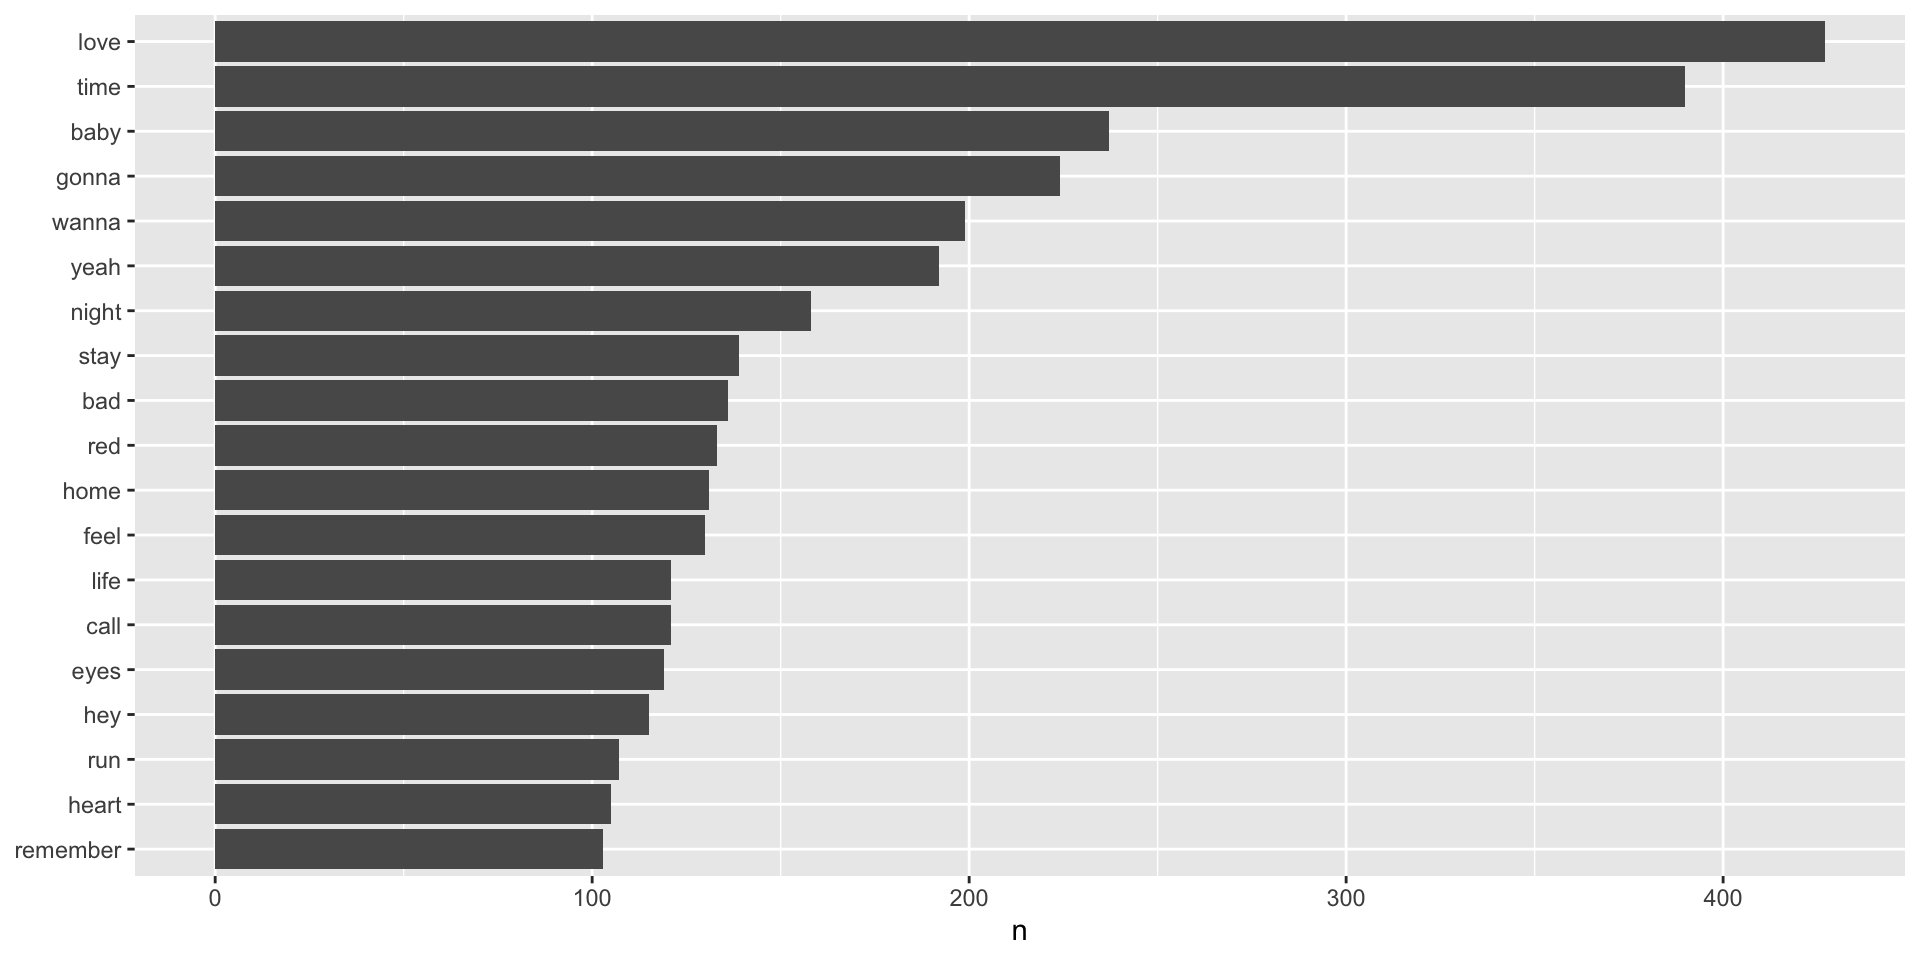 love
time
baby
gonna
wanna
yeah
night
stay
bad
red
home
feel
life
call
eyes
hey
run
heart
remember
0 100 200 300 400
n